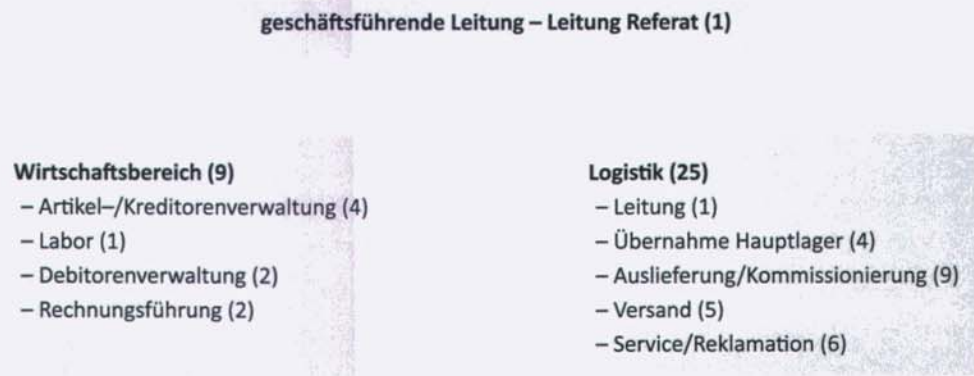 geschäftsführende Leitung – Leitung Referat (1)
Wirtschaftsbereich (9)
– Artikel–/Kreditorenverwaltung (4)
– Labor (1)
– Debitorenverwaltung (2)
– Rechnungsführung (2)
Logistik (25)
– Leitung (1)
– Übernahme Hauptlager (4)
– Auslieferung/Kommissionierung (9)
– Versand (5)
– Service/Reklamation (6)